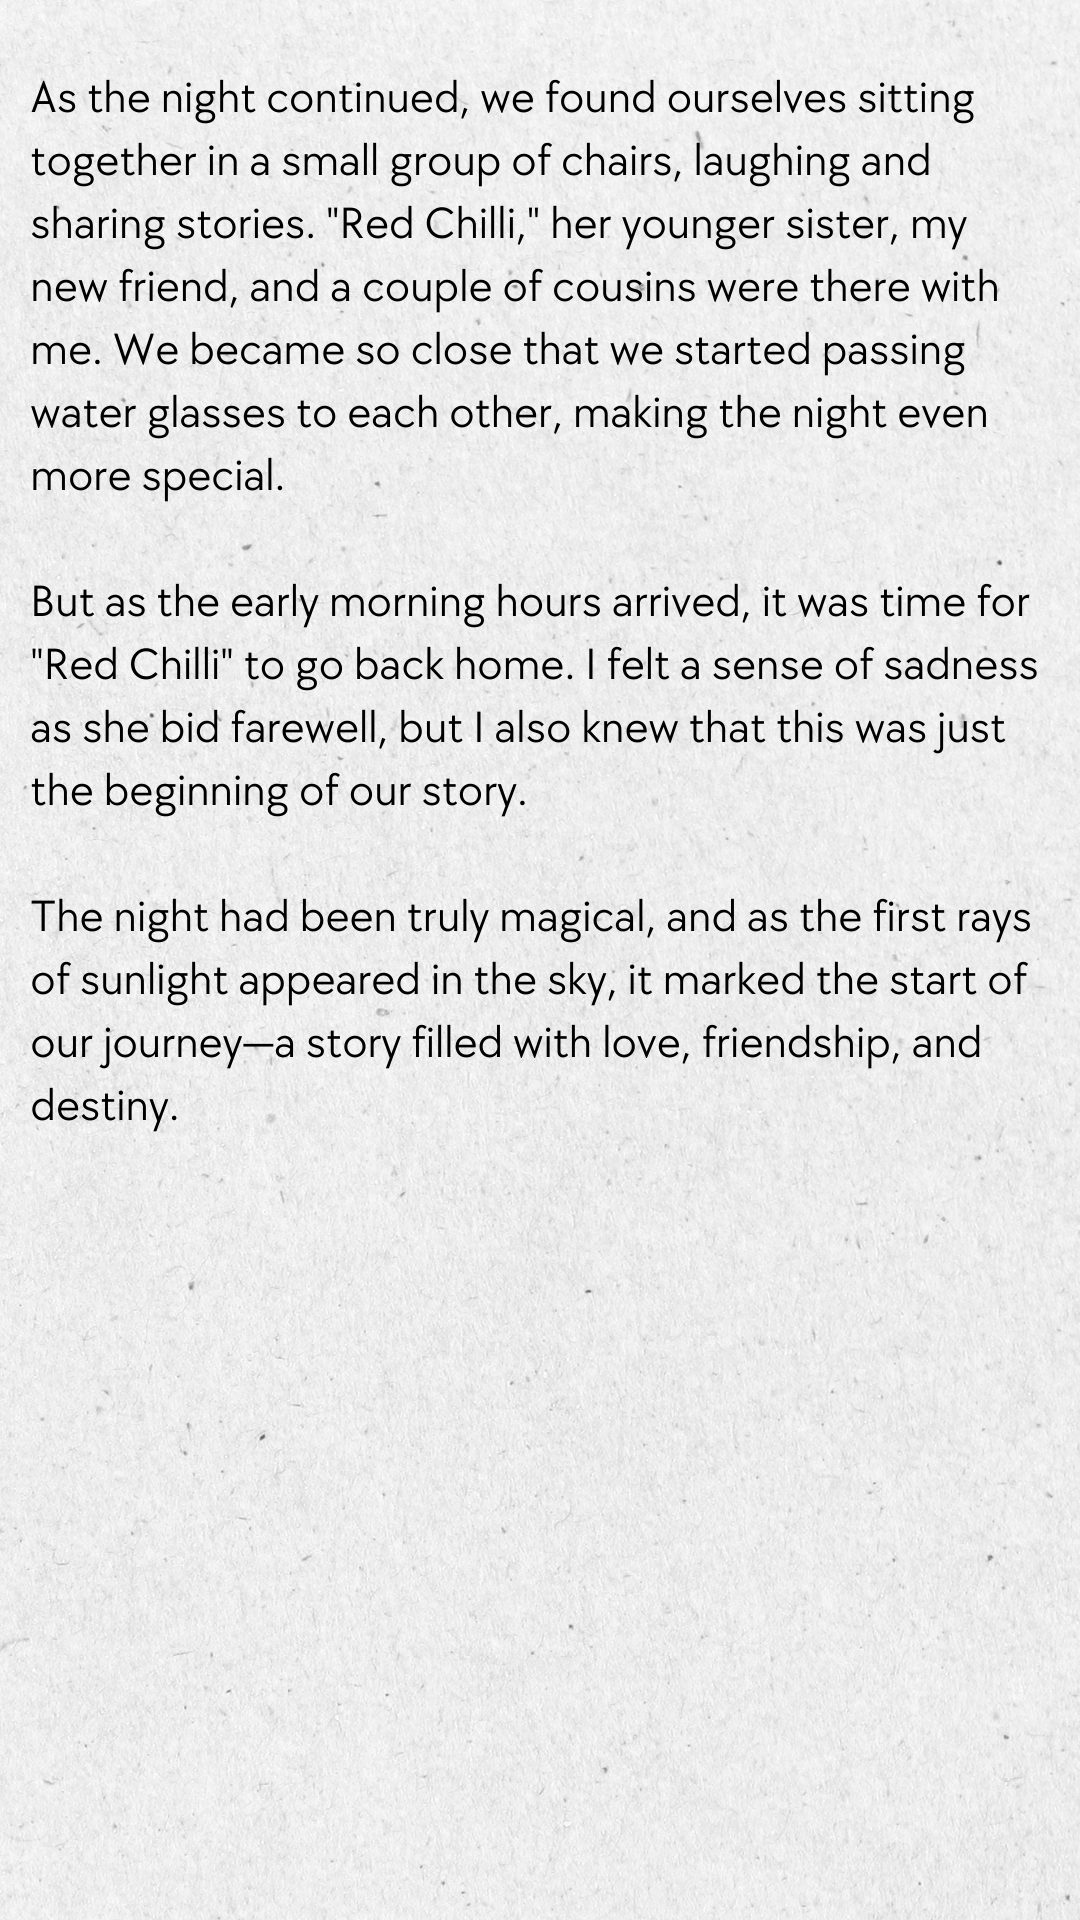 As the night continued, we found ourselves sitting
together in a small group of chairs, laughing and
sharing stories. "Red Chilli," her younger sister, my
new friend, and a couple of cousins were there with
me. We became so close that we started passing
water glasses to each other, making the night even
more special.
But as the early morning hours arrived, it was time for
"Red Chilli" to go back home. I felt a sense of sadness
as she bid farewell, but I also knew that this was just
the beginning of our story.
The night had been truly magical, and as the first rays
of sunlight appeared in the sky, it marked the start of
our journey—a story filled with love, friendship, and
destiny.